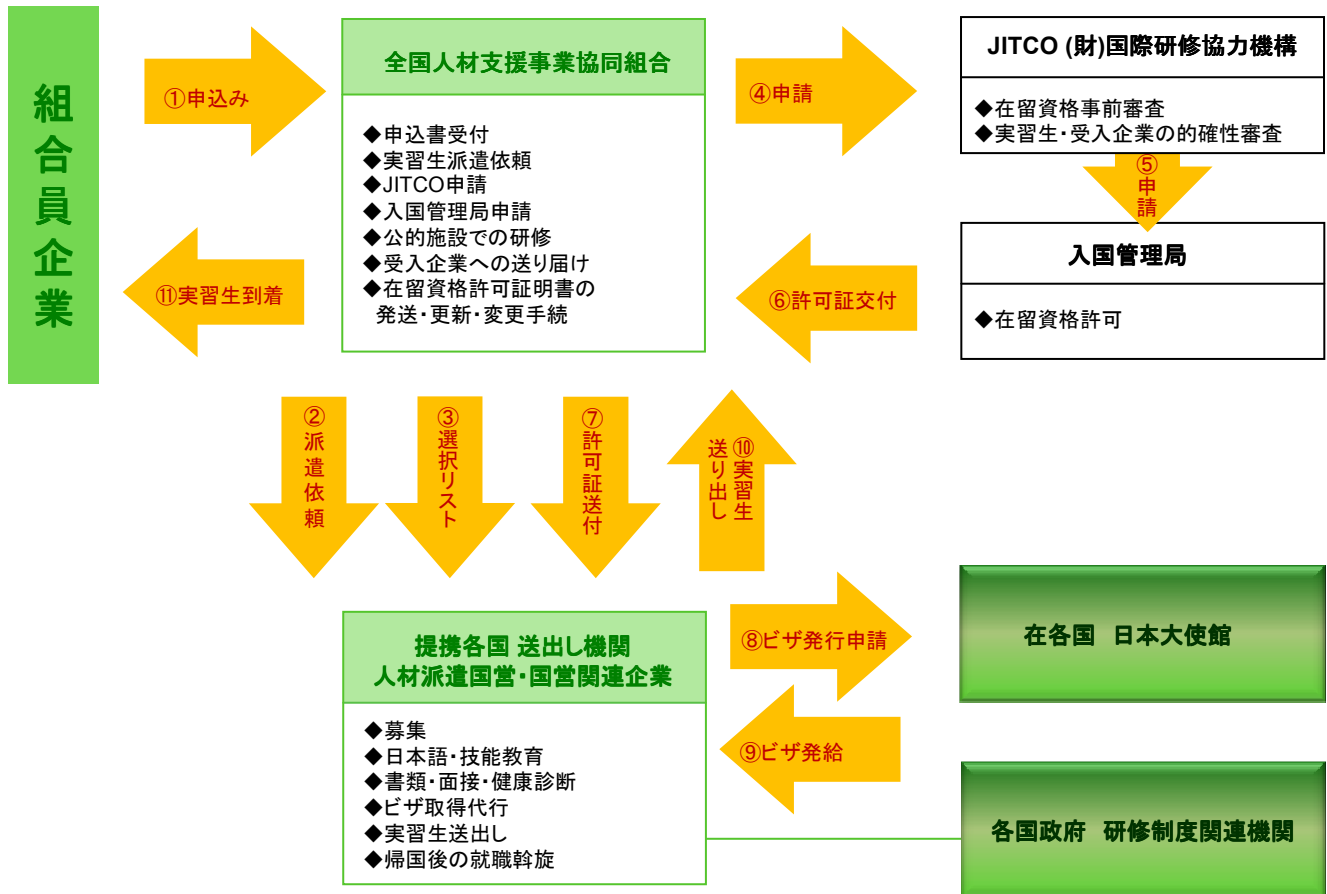 組合員企業
①申込み
全国人材支援事業協同組合
◆申込書受付
◆実習生派遣依頼
◆JITCO申請
◆入国管理局申請
◆公的施設での研修
◆受入企業への送り届け
◆在留資格許可証明書の
発送・更新・変更手続
④申請
JITCO (財)国際研修協力機構
◆在留資格事前審査
◆実習生・受入企業の的確性審査
⑤申請
入国管理局
◆在留資格許可
⑥許可証交付
⑪実習生到着
②派遣依頼
③選択リスト
⑦許可証送付
⑩実習生
送り出し
提携各国 送出し機関
人材派遣国営・国営関連企業
◆募集
◆日本語・技能教育
◆書類・面接・健康診断
◆ビザ取得代行
◆実習生送出し
◆帰国後の就職斡旋
⑧ビザ発行申請
⑨ビザ発給
在各国　日本大使館
各国政府　研修制度関連機関